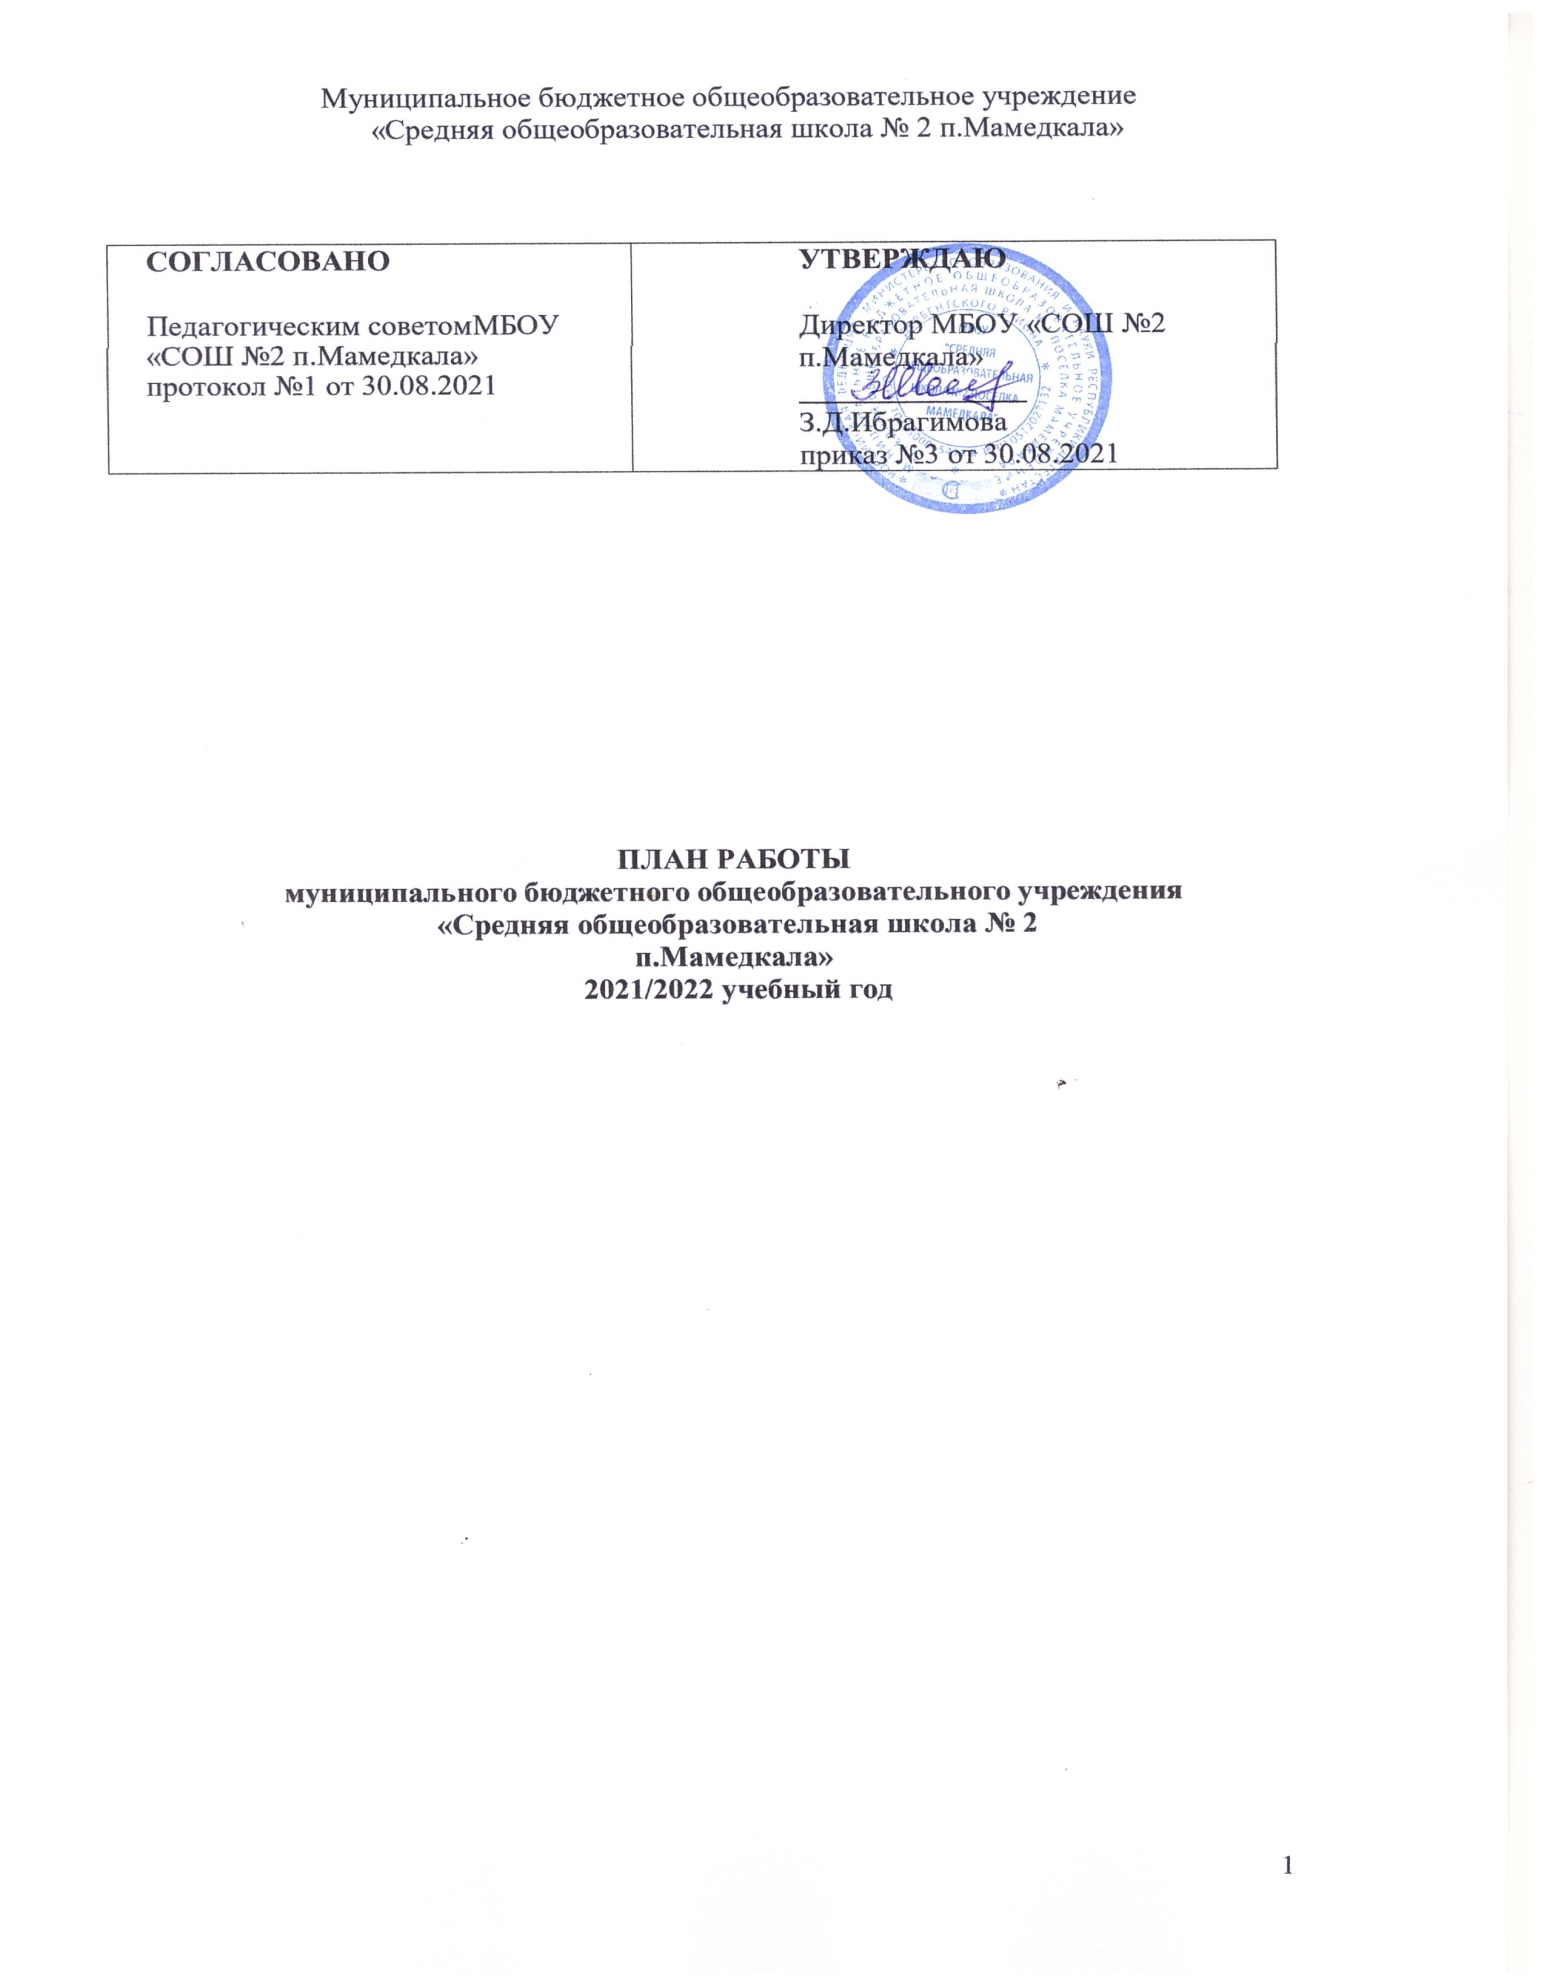 Муниципальное бюджетное общеобразовательное учреждение
«Средняя общеобразовательная школа № 2 п.Мамедкала»
СОГЛАСОВАНО
Педагогическим советомМБОУ
«СОШ №2 п.Мамедкала»
протокол №1 от 30.08.2021
УТВЕРЖДАЮ
Директор МБОУ «СОШ №2
п.Мамедкала»
З.Д.Ибрагимова
приказ №3 от 30.08.2021
"СРЕДНЯЯ
МАМЕДКАЛА"
ПЛАН РАБОТЫ
муниципального бюджетного общеобразовательного учреждения
«Средняя общеобразовательная школа № 2
п.Мамедкала»
2021/2022 учебный год
1